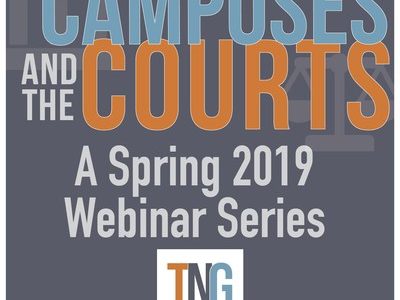 CAMPUSES
AND
THE
COURTS
A Spring 2019
Webinar Series
TNG